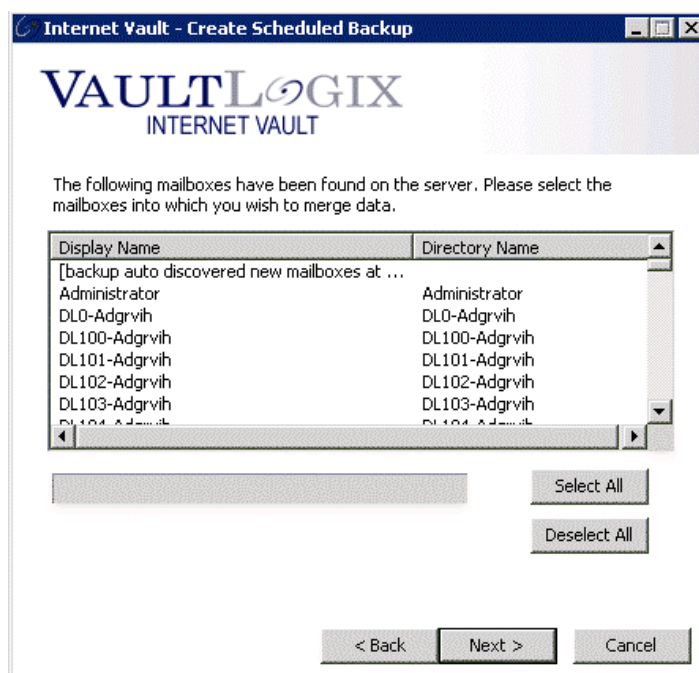 Internet Vault - Create Scheduled Backup
VAULTLOGIX
INTERNET VAULT
The following mailboxes have been found on the server. Please select the
mailboxes into which you wish to merge data.
Display Name Directory Name
[backup auto discovered new mailboxes at ...
Administrator Administrator
DL0-Adgrvih DL0-Adgrvih
DL100-Adgrvih DL100-Adgrvih
DL101-Adgrvih DL101-Adgrvih
DL102-Adgrvih DL102-Adgrvih
DL103-Adgrvih DL103-Adgrvih
Select All
Deselect All
< Back Next > Cancel